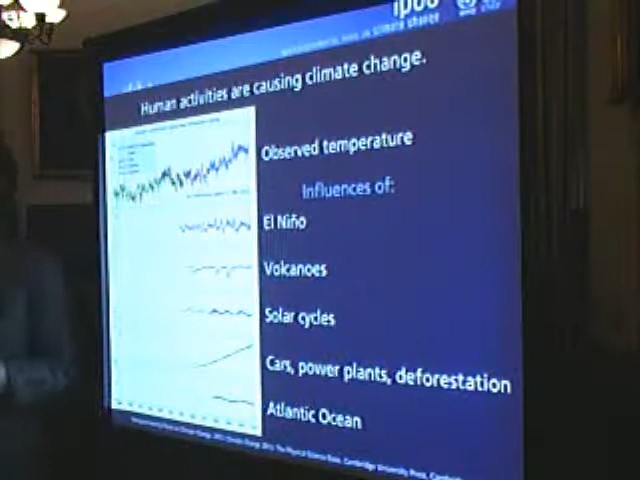 ipcc
Human activities are causing climate change.
Observed temperature
Influences of:
El Niño
Volcanoes
Solar cycles
Cars, power plants, deforestation
Atlantic Ocean